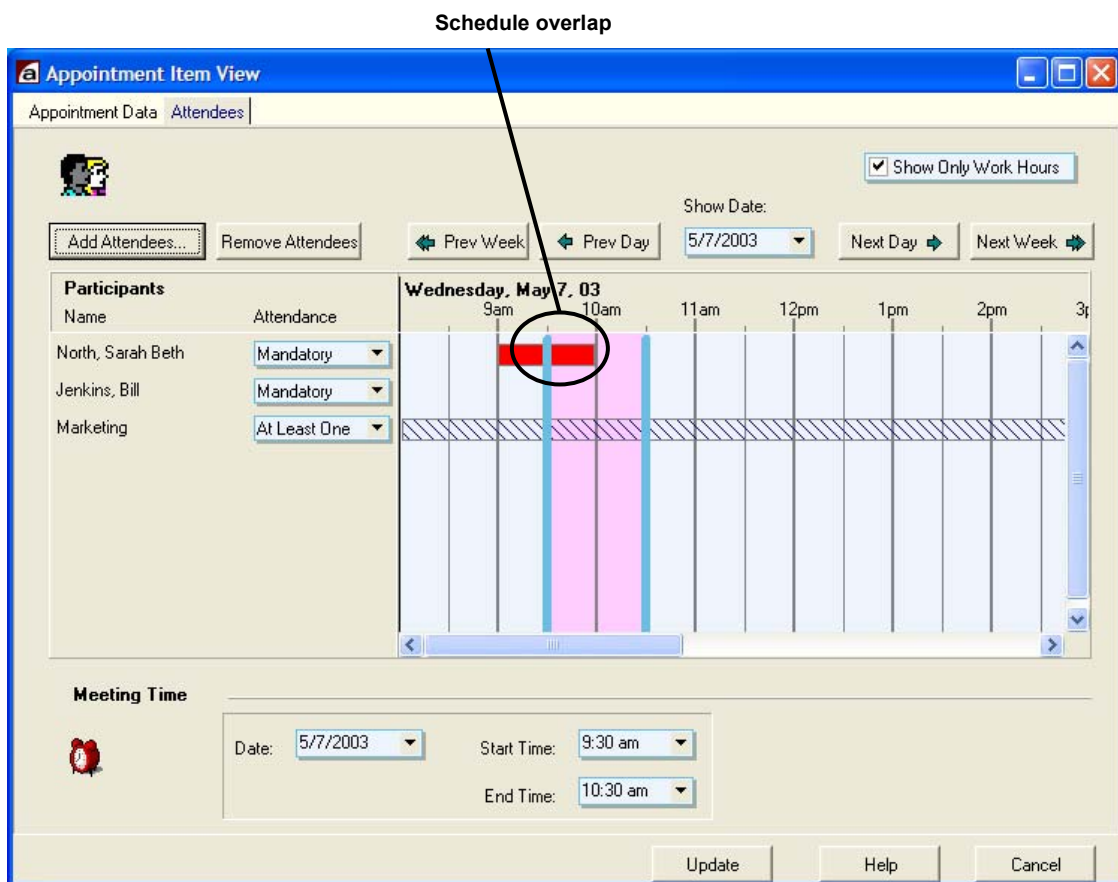 Schedule overlap
a Appointment Item View
Appointment Data Attendees
Show Only Work Hours
Show Date:
Add Attendees... Remove Attendees Prev Week Prev Day 5/7/2003 Next Day Next Week
Participants Wednesday, May 7, 03
Name Attendance 9am 10am 11am 12pm 1pm 2pm
North, Sarah Beth Mandatory
Jenkins, Bill Mandatory
Marketing At Least One
Meeting Time
Date: 5/7/2003 Start Time: 9:30 am
End Time: 10:30 am
Update Help Cancel